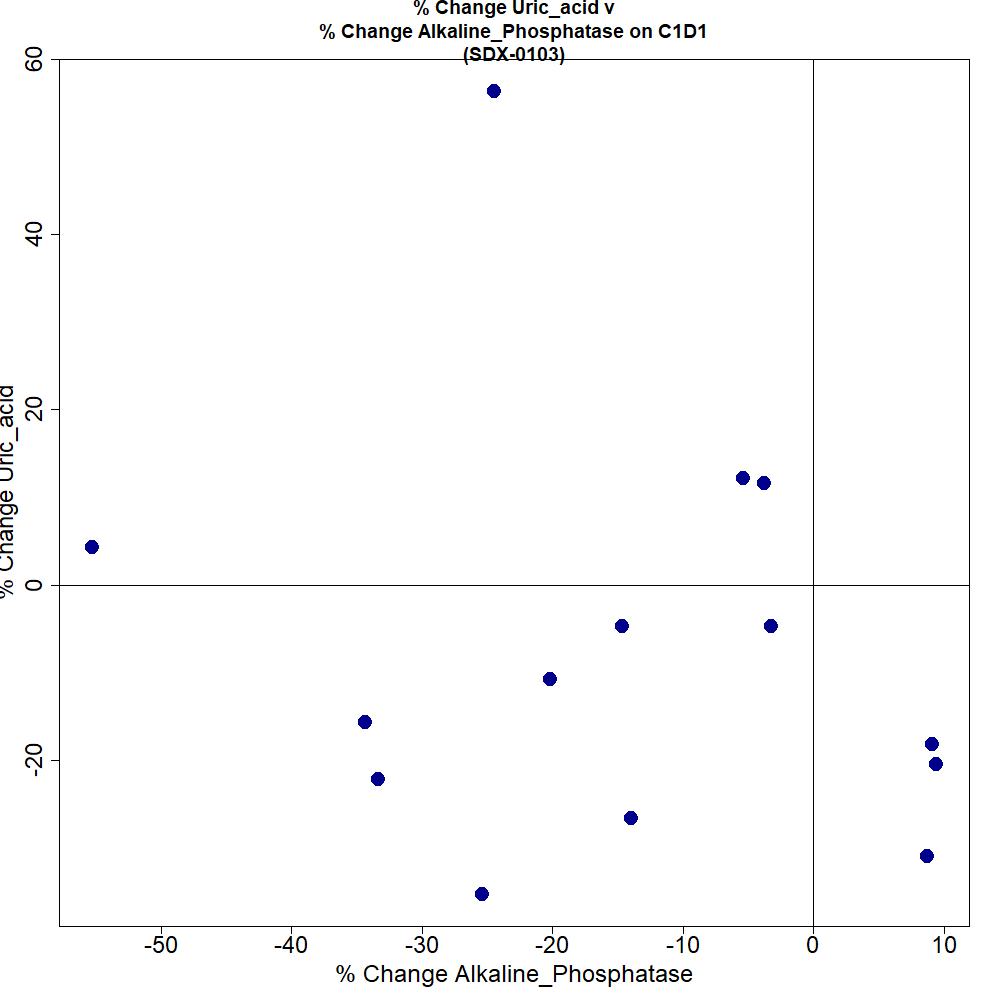 % Change Uric_acid v
% Change Alkaline_Phosphatase on C1D1
(SDX-0103)
60
40
20
0
-20
% Change Uric_acid
-50 -40 -30 -20 -10 0 10
% Change Alkaline_Phosphatase